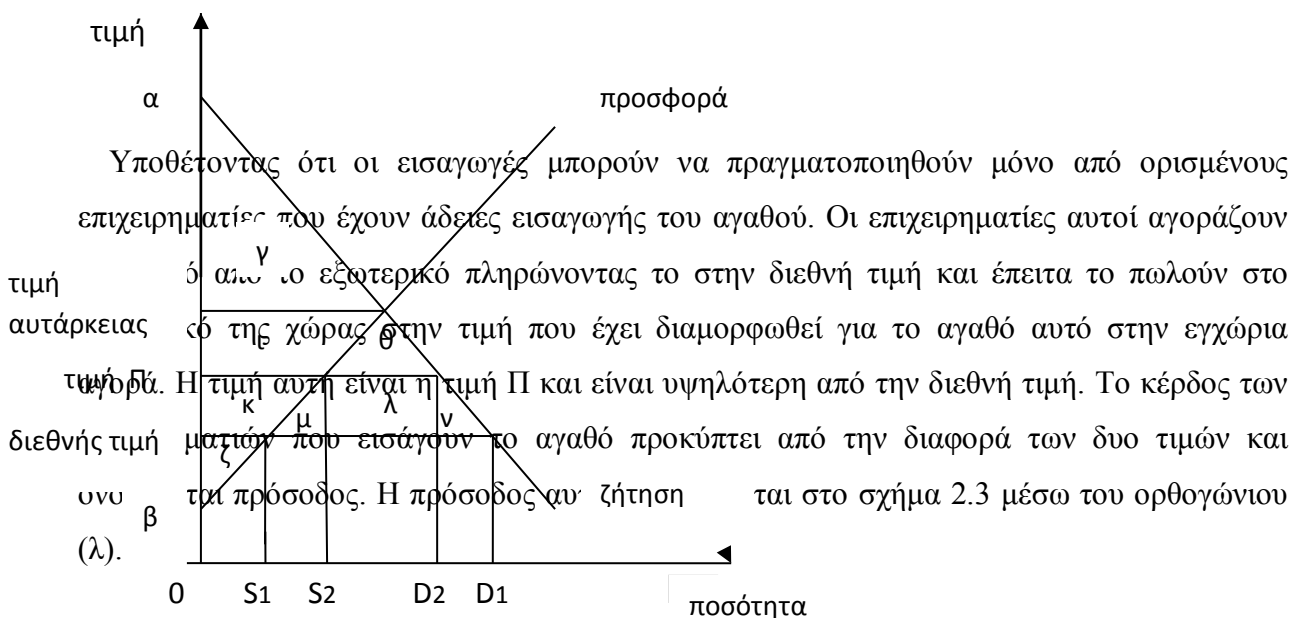 τιμή
α
προσφορά
Υποθέτοντας ότι οι εισαγωγές μπορούν να πραγματοποιηθούν μόνο από ορισμένους
επιχειρηματίες που έχουν άδειες εισαγωγής του αγαθού. Οι επιχειρηματίες αυτοί αγοράζουν
γ
από το εξωτερικό πληρώνοντας το στην διεθνή τιμή και έπειτα το πωλούν στο
τιμή
αυτάρκειας
της χώρας στην τιμή που έχει διαμορφωθεί για το αγαθό αυτό στην εγχώρια
ι θ
τιμή Π
αγορά. Η τιμή αυτή είναι η τιμή Π και είναι υψηλότερη από την διεθνή τιμή. Το κέρδος των
κ μ λ ν
διεθνής τιμή
που εισάγουν το αγαθό προκύπτει από την διαφορά των δυο τιμών και
ζ
πρόσοδος. Η πρόσοδος
ζήτηση
στο σχήμα 2.3 μέσω του ορθογώνιου
β
(λ).
0 S1 S2 D2 D1
ποσότητα